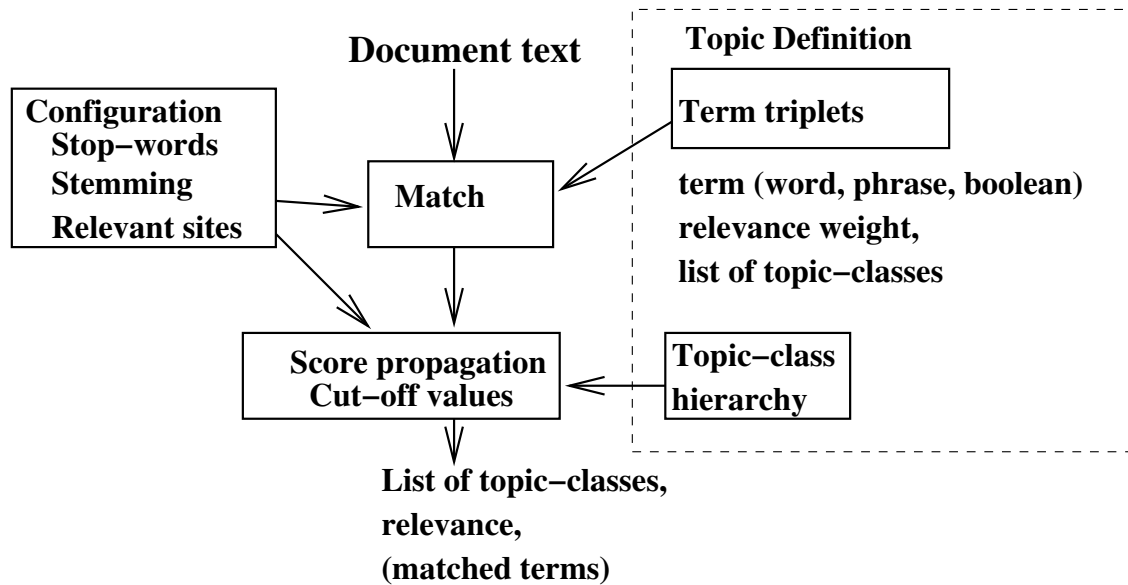 Document text
Topic Definition
Configuration
Stop−words
Stemming
Relevant sites
Term triplets
Match
term (word, phrase, boolean)
relevance weight,
list of topic−classes
Score propagation
Cut−off values
Topic−class
hierarchy
List of topic−classes,
relevance,
(matched terms)